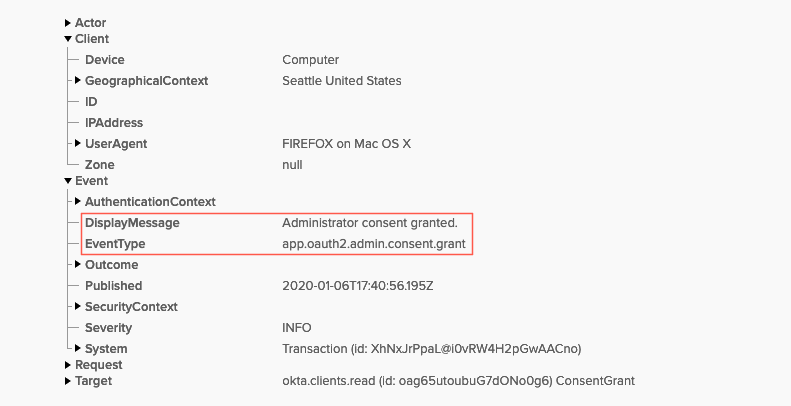 Actor
Client
Device Computer
GeographicalContext Seattle United States
ID
IPAddress
UserAgent FIREFOX on Mac OS X
Zone null
Event
AuthenticationContext
DisplayMessage Administrator consent granted.
EventType app.oauth2.admin.consent.grant
Outcome
Published 2020-01-06T17:40:56.195Z
SecurityContext
Severity INFO
System Transaction (id: XhNxJrPpaL@i0vRW4H2pGwAACno)
Request
Target okta.clients.read (id: oag65utoubuG7dONo0g6) ConsentGrant